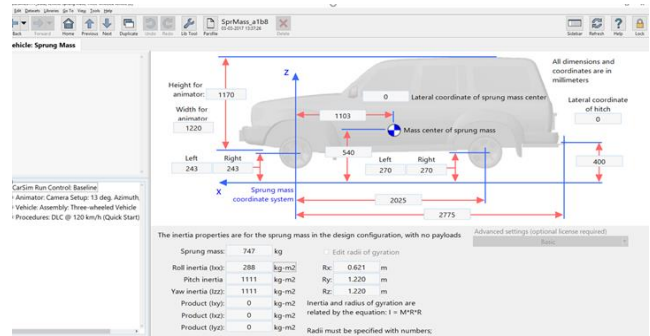 Edit Datasets Libraries Go To View Tools Help
Back Forward Home Previous Next Duplicate Undo Redo Lib Tool Parsfile SprMass_a1b8 Delete Sidebar Refresh Help Lock
02-03-2017 13:27:26
ehicle: Sprung Mass
All dimensions and
coordinates are in
millimeters
Z
Height for
animator: 1170
Width for
animator
1220
0 Lateral coordinate of sprung mass center
Lateral coordinate
of hitch
0
1103
Mass center of sprung mass
540
400
Left Right
243 243
Left Right
270 270
X
Sprung mass
coordinate system
2025
2775
CarSim Run Control: Baseline
Animator: Camera Setup: 13 deg. Azimuth,
Vehicle: Assembly: Three-wheeled Vehicle
Procedures: DLC @ 120 km/h (Quick Start)
The inertia properties are for the sprung mass in the design configuration, with no payloads
Advanced settings (optional license required)
Basic
Sprung mass: 747 kg
Edit radii of gyration
Roll inertia (Ixx): 288 kg-m2 Rx: 0.621 m
Pitch inertia 1111 kg-m2 Ry: 1.220 m
Yaw inertia (Izz): 1111 kg-m2 Rz: 1.220 m
Product (Ixy): 0 kg-m2 Inertia and radius of gyration are
Product (Ixz): 0 kg-m2 related by the equation: I = M*R*R
Product (Iyz): 0 kg-m2
Radii must be specified with numbers;